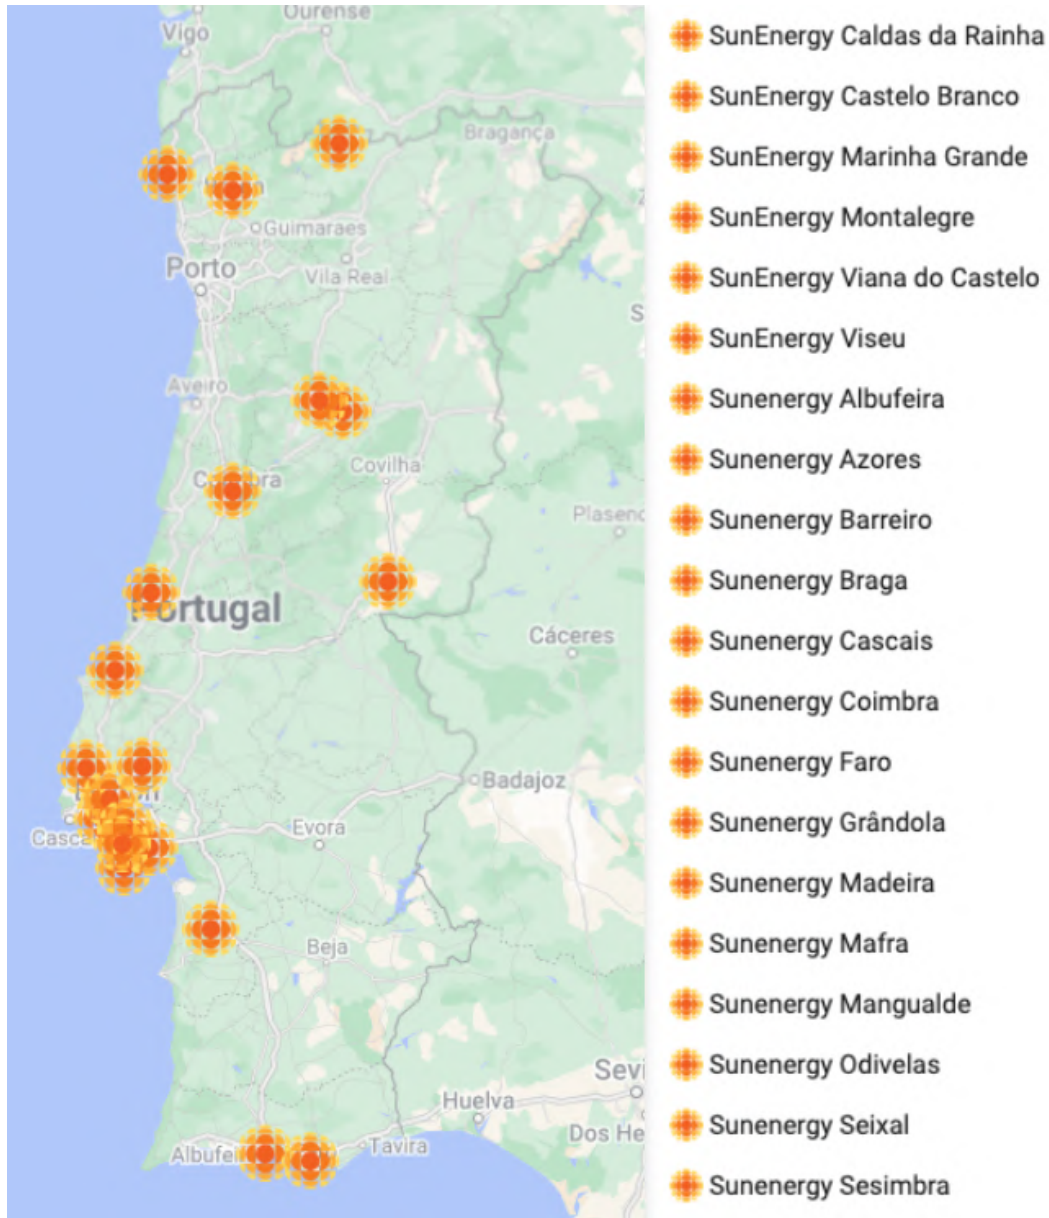 Ourense
Vigo
Bragança
Guimaraes
Porto
Vila Real
Aveiro
Covilha
Plasenc
Portugal
Cáceres
Badajoz
Evora
Beja
Sevi
Huelva
Dos He
Albufei
Tavira
SunEnergy Caldas da Rainha
SunEnergy Castelo Branco
SunEnergy Marinha Grande
SunEnergy Montalegre
SunEnergy Viana do Castelo
SunEnergy Viseu
Sunenergy Albufeira
Sunenergy Azores
Sunenergy Barreiro
Sunenergy Braga
Sunenergy Cascais
Sunenergy Coimbra
Sunenergy Faro
Sunenergy Grândola
Sunenergy Madeira
Sunenergy Mafra
Sunenergy Mangualde
Sunenergy Odivelas
Sunenergy Seixal
Sunenergy Sesimbra